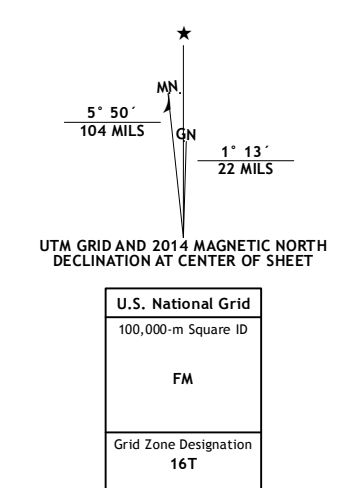 ★
MN.
5° 50´
104 MILS
GN
1° 13´
22 MILS
UTM GRID AND 2014 MAGNETIC NORTH
DECLINATION AT CENTER OF SHEET
U.S. National Grid
100,000-m Square ID
FM
Grid Zone Designation
16T